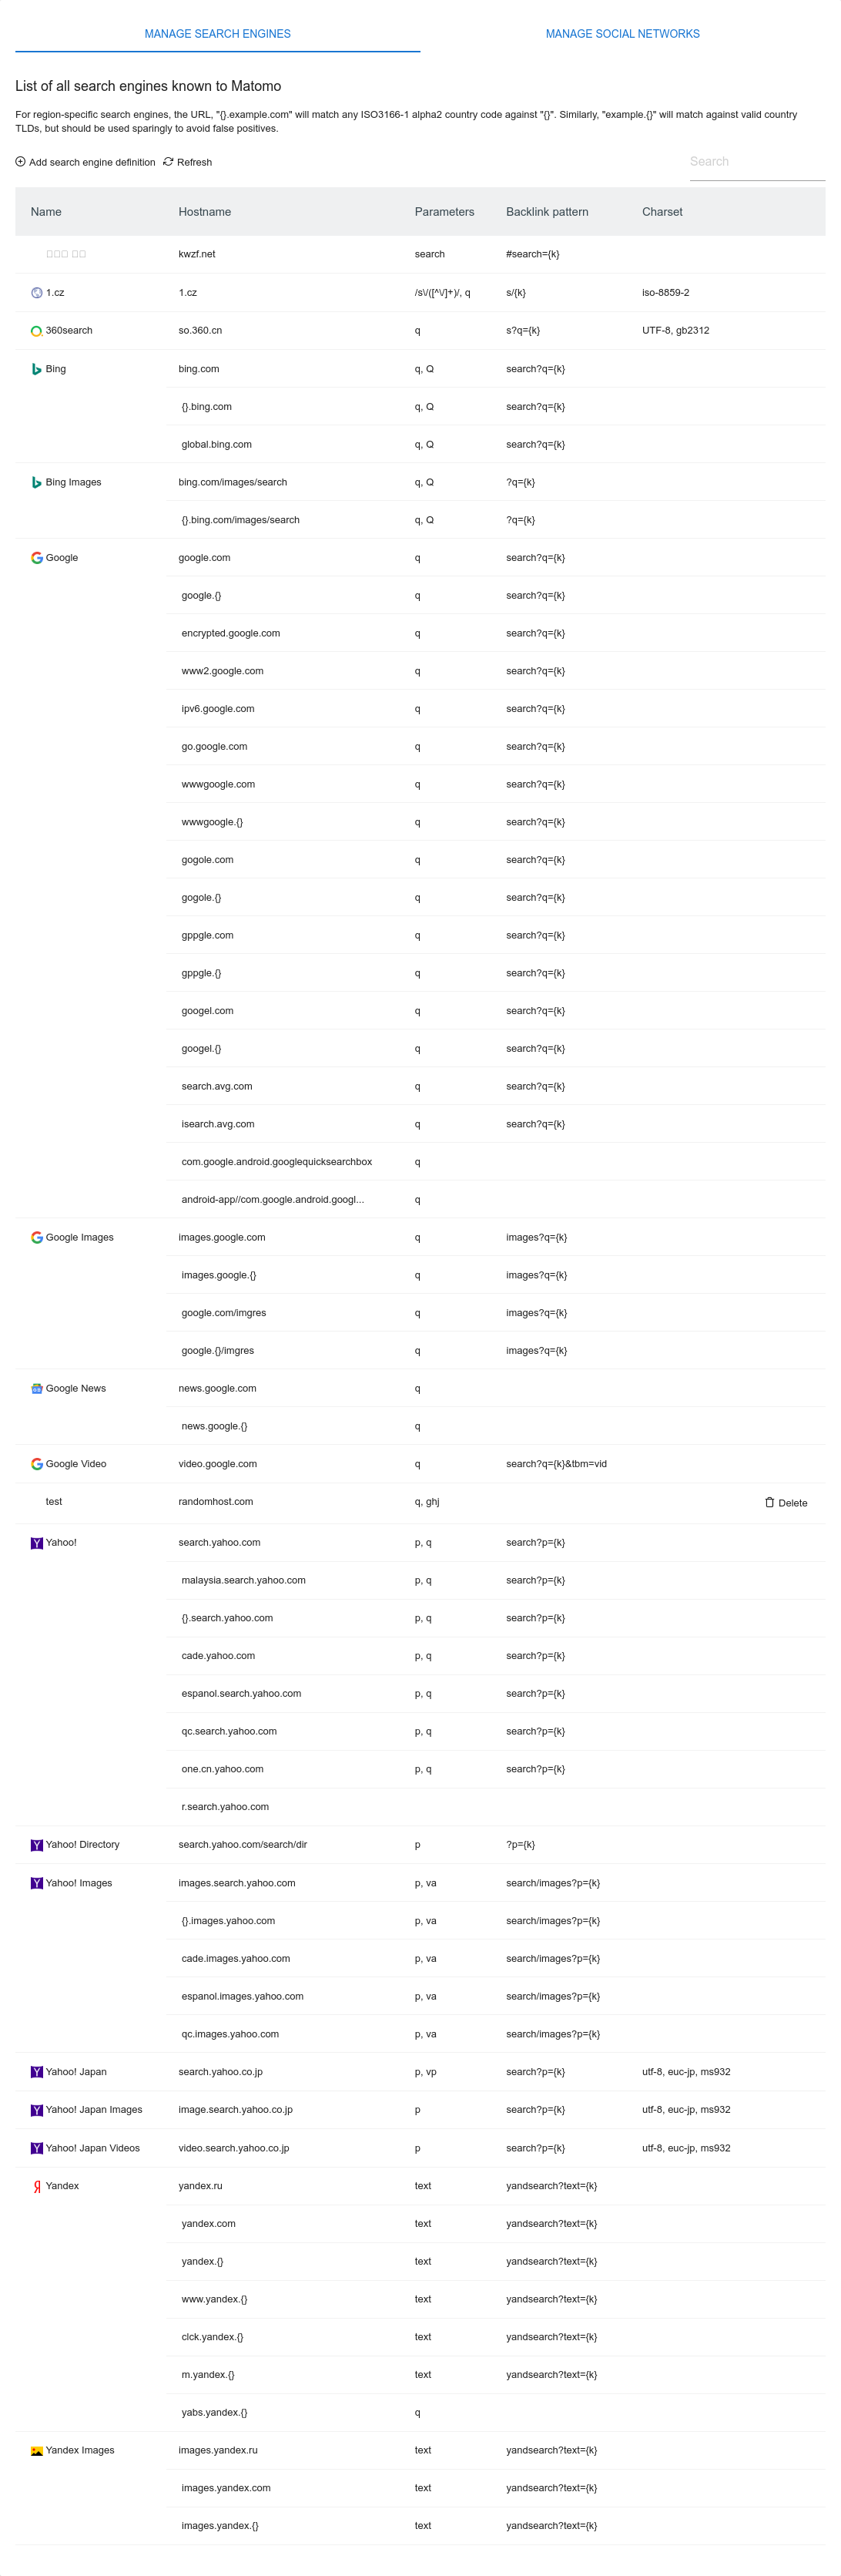 MANAGE SEARCH ENGINES MANAGE SOCIAL NETWORKS
List of all search engines known to Matomo
For region-specific search engines, the URL, "{}.example.com" will match any ISO3166-1 alpha2 country code against "{}". Similarly, "example.{}" will match against valid country
TLDs, but should be used sparingly to avoid false positives.
Add search engine definition Refresh Search
Name Hostname Parameters Backlink pattern Charset
kwzf.net search #search={k}
1.cz 1.cz /s\/([^\/]+)/, q s/{k} iso-8859-2
360search so.360.cn q s?q={k} UTF-8, gb2312
Bing bing.com q, Q search?q={k}
{}.bing.com q, Q search?q={k}
global.bing.com q, Q search?q={k}
Bing Images bing.com/images/search q, Q ?q={k}
{}.bing.com/images/search q, Q ?q={k}
Google google.com q search?q={k}
google.{} q search?q={k}
encrypted.google.com q search?q={k}
www2.google.com q search?q={k}
ipv6.google.com q search?q={k}
go.google.com q search?q={k}
wwwgoogle.com q search?q={k}
wwwgoogle.{} q search?q={k}
gogole.com q search?q={k}
gogole.{} q search?q={k}
gppgle.com q search?q={k}
gppgle.{} q search?q={k}
googel.com q search?q={k}
googel.{} q search?q={k}
search.avg.com q search?q={k}
isearch.avg.com q search?q={k}
com.google.android.googlequicksearchbox q
android-app//com.google.android.googl... q
Google Images images.google.com q images?q={k}
images.google.{} q images?q={k}
google.com/imgres q images?q={k}
google.{}/imgres q images?q={k}
Google News news.google.com q
news.google.{} q
Google Video video.google.com q search?q={k}&tbm=vid
test randomhost.com q, ghj Delete
Yahoo! search.yahoo.com p, q search?p={k}
malaysia.search.yahoo.com p, q search?p={k}
{}.search.yahoo.com p, q search?p={k}
cade.yahoo.com p, q search?p={k}
espanol.search.yahoo.com p, q search?p={k}
qc.search.yahoo.com p, q search?p={k}
one.cn.yahoo.com p, q search?p={k}
r.search.yahoo.com
Yahoo! Directory search.yahoo.com/search/dir p ?p={k}
Yahoo! Images images.search.yahoo.com p, va search/images?p={k}
{}.images.yahoo.com p, va search/images?p={k}
cade.images.yahoo.com p, va search/images?p={k}
espanol.images.yahoo.com p, va search/images?p={k}
qc.images.yahoo.com p, va search/images?p={k}
Yahoo! Japan search.yahoo.co.jp p, vp search?p={k} utf-8, euc-jp, ms932
Yahoo! Japan Images image.search.yahoo.co.jp p search?p={k} utf-8, euc-jp, ms932
Yahoo! Japan Videos video.search.yahoo.co.jp p search?p={k} utf-8, euc-jp, ms932
Yandex yandex.ru text yandsearch?text={k}
yandex.com text yandsearch?text={k}
yandex.{} text yandsearch?text={k}
www.yandex.{} text yandsearch?text={k}
clck.yandex.{} text yandsearch?text={k}
m.yandex.{} text yandsearch?text={k}
yabs.yandex.{} q
Yandex Images images.yandex.ru text yandsearch?text={k}
images.yandex.com text yandsearch?text={k}
images.yandex.{} text yandsearch?text={k}